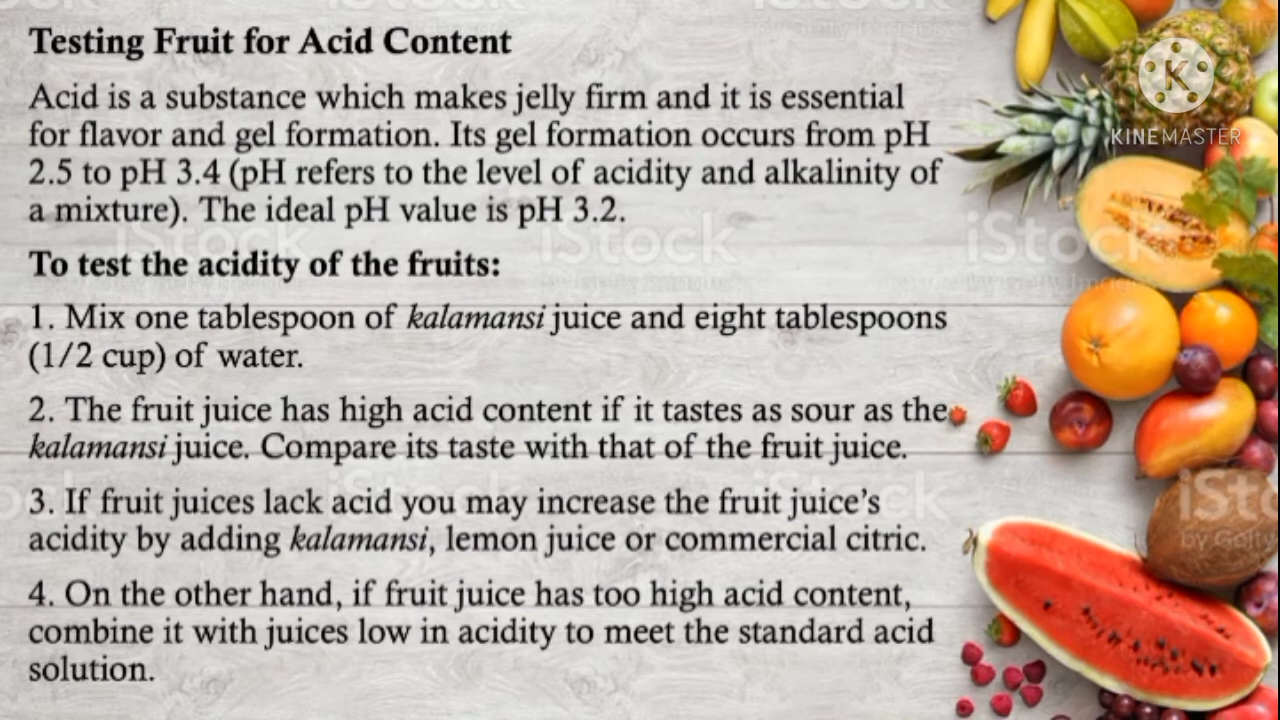 Testing Fruit for Acid Content
Acid is a substance which makes jelly firm and it is essential
for flavor and gel formation. Its gel formation occurs from pH
2.5 to pH 3.4 (pH refers to the level of acidity and alkalinity of
a mixture). The ideal pH value is pH 3.2.
To test the acidity of the fruits:
1. Mix one tablespoon of kalamansi juice and eight tablespoons
(1/2 cup) of water.
2. The fruit juice has high acid content if it tastes as sour as the
kalamansi juice. Compare its taste with that of the fruit juice.
3. If fruit juices lack acid you may increase the fruit juice’s
acidity by adding kalamansi, lemon juice or commercial citric.
4. On the other hand, if fruit juice has too high acid content,
combine it with juices low in acidity to meet the standard acid
solution.
K
KINEMASTER
iStock
iStock
iStock
by Getty Images
iStock
iStock